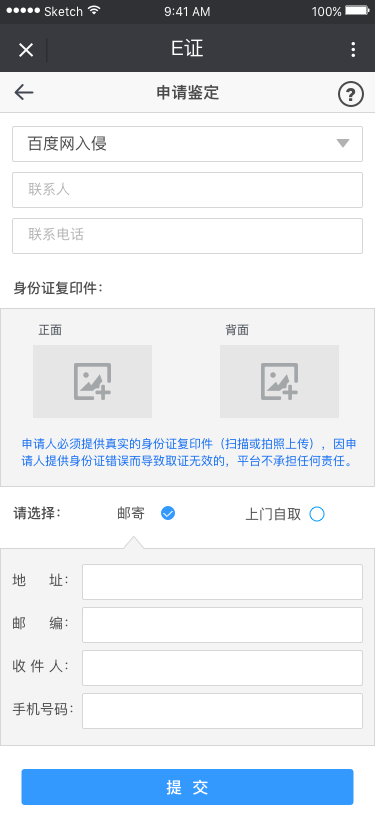 Sketch 9:41 AM 100%
E证
申请鉴定
百度网入侵
联系人
联系电话
身份证复印件：
正面 背面
申请人必须提供真实的身份证复印件（扫描或拍照上传），因申
请人提供身份证错误而导致取证无效的，平台不承担任何责任。
请选择： 邮寄 上门自取
地 址：
邮 编：
收 件 人：
手机号码：
提 交